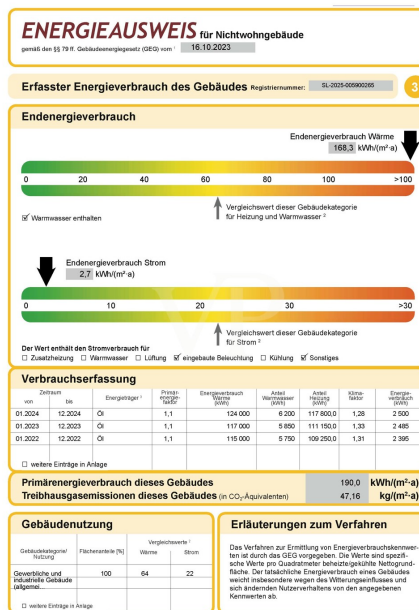 ENERGIEAUSWEIS für Nichtwohngebäude
gemäß den §§ 79 ff. Gebäudeenergiegesetz (GEG) vom ¹ 16.10.2023
Erfasster Energieverbrauch des Gebäudes Registriernummer: SL-2025-005900265 3
Endenergieverbrauch
Endenergieverbrauch Wärme
168,3 kWh/(m²·a)
0 20 40 60 80 100 >100
☑ Warmwasser enthalten
Vergleichswert dieser Gebäudekategorie
für Heizung und Warmwasser ²
Endenergieverbrauch Strom
2,7 kWh/(m²·a)
0 10 20 30 >30
Vergleichswert dieser Gebäudekategorie
für Strom ²
Der Wert enthält den Stromverbrauch für
☐ Zusatzheizung ☐ Warmwasser ☐ Lüftung ☑ eingebaute Beleuchtung ☐ Kühlung ☑ Sonstiges
Verbrauchserfassung
Zeitraum
von bis
Energieträger ³
Primär-
energie-
faktor
Energieverbrauch
Wärme
(kWh)
Anteil
Warmwasser
(kWh)
Anteil
Heizung
(kWh)
Klima-
faktor
Energie-
verbrauch
(kWh)
01.2024 12.2024 Öl 1,1 124 000 6 200 117 800,0 1,28 2 500
01.2023 12.2023 Öl 1,1 117 000 5 850 111 150,0 1,33 2 485
01.2022 12.2022 Öl 1,1 115 000 5 750 109 250,0 1,31 2 395
☐ weitere Einträge in Anlage
Primärenergieverbrauch dieses Gebäudes 190,0 kWh/(m²·a)
Treibhausgasemissionen dieses Gebäudes (in CO₂-Äquivalenten) 47,16 kg/(m²·a)
Gebäudenutzung
Gebäudekategorie/
Nutzung
Flächenanteile [%]
Vergleichswerte ²
Wärme Strom
Gewerbliche und
industrielle Gebäude
(allgemei...
100 64 22
☐ weitere Einträge in Anlage
Erläuterungen zum Verfahren
Das Verfahren zur Ermittlung von Energieverbrauchskennwer-
ten ist durch das GEG vorgegeben. Die Werte sind spezifi-
sche Werte pro Quadratmeter beheizte/gekühlte Nettogrund-
fläche. Der tatsächliche Energieverbrauch eines Gebäudes
weicht insbesondere wegen des Witterungseinflusses und
sich ändernden Nutzerverhaltens von den angegebenen
Kennwerten ab.